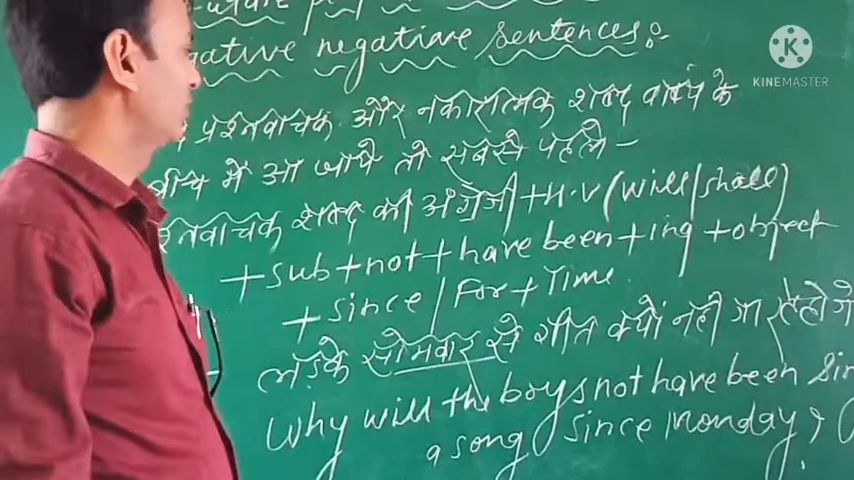 future
negative sentences:-
KINEMASTER
प्रश्नवाचक और नकारात्मक शब्द वाक्य के
बीच में आ जाये तो सबसे पहले -
शब्द की अंग्रेजी + H.V (will/shall)
+ sub + not + have been + ing + object
+ since / For + Time
लड़के सोमवार से गीत क्यों नहीं गा रहे होंगे
Why will the boys not have been sin
a song since Monday?